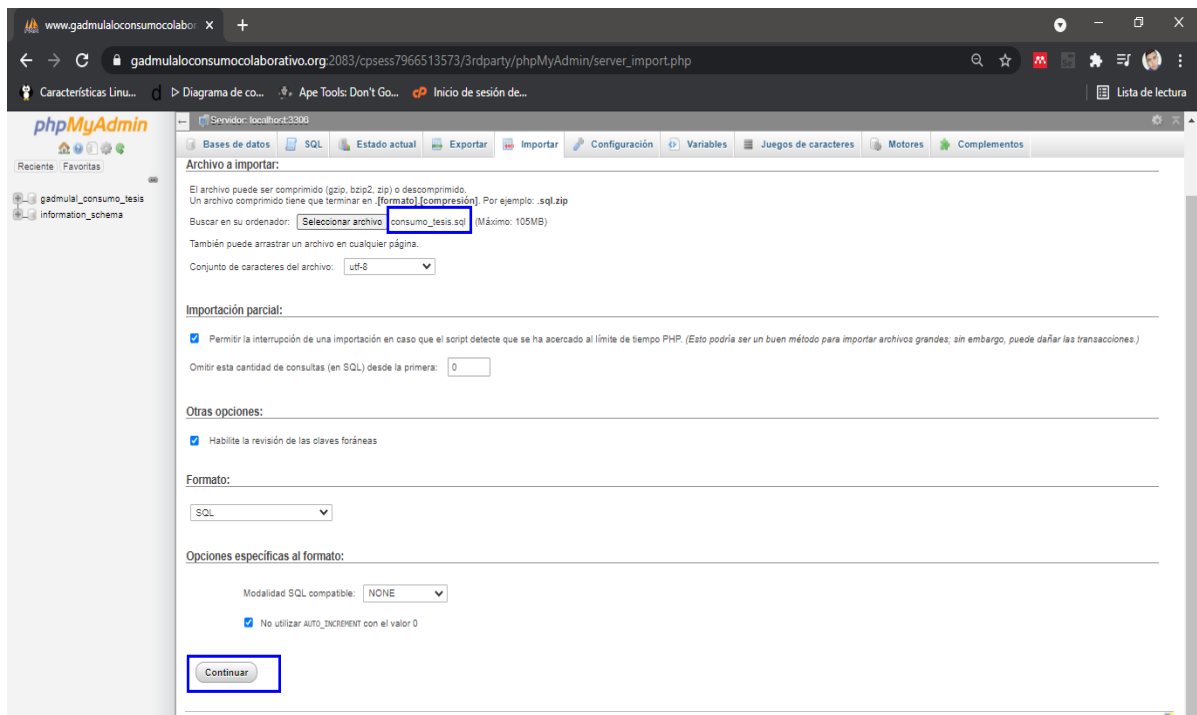 www.gadmulaloconsumocolabor
gadmulaloconsumocolaborativo.org:2083/cpsess7966513573/3rdparty/phpMyAdmin/server_import.php
Características Linu... Diagrama de co... Ape Tools: Don't Go... Inicio de sesión de... Lista de lectura
phpMyAdmin
Reciente Favoritas
gadmulal_consumo_tesis
information_schema
Servidor: localhost:3306
Bases de datos SQL Estado actual Exportar Importar Configuración Variables Juegos de caracteres Motores Complementos
Archivo a importar:
El archivo puede ser comprimido (gzip, bzip2, zip) o descomprimido.
Un archivo comprimido tiene que terminar en .[formato].[compresión]. Por ejemplo: .sql.zip
Buscar en su ordenador: Seleccionar archivo consumo_tesis.sql (Máximo: 105MB)
También puede arrastrar un archivo en cualquier página.
Conjunto de caracteres del archivo: utf-8
Importación parcial:
Permitir la interrupción de una importación en caso que el script detecte que se ha acercado al límite de tiempo PHP. (Esto podría ser un buen método para importar archivos grandes; sin embargo, puede dañar las transacciones.)
Omitir esta cantidad de consultas (en SQL) desde la primera: 0
Otras opciones:
Habilite la revisión de las claves foráneas
Formato:
SQL
Opciones específicas al formato:
Modalidad SQL compatible: NONE
No utilizar AUTO_INCREMENT con el valor 0
Continuar